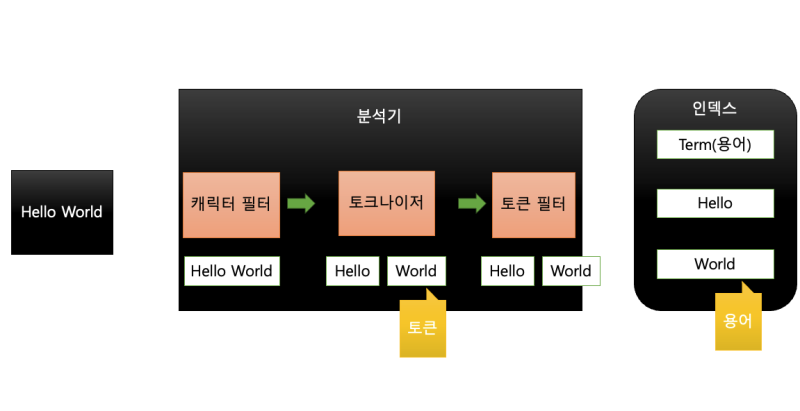 Hello World
분석기
캐릭터 필터
토크나이저
토큰 필터
Hello World
Hello
World
Hello
World
토큰
인덱스
Term(용어)
Hello
World
용어